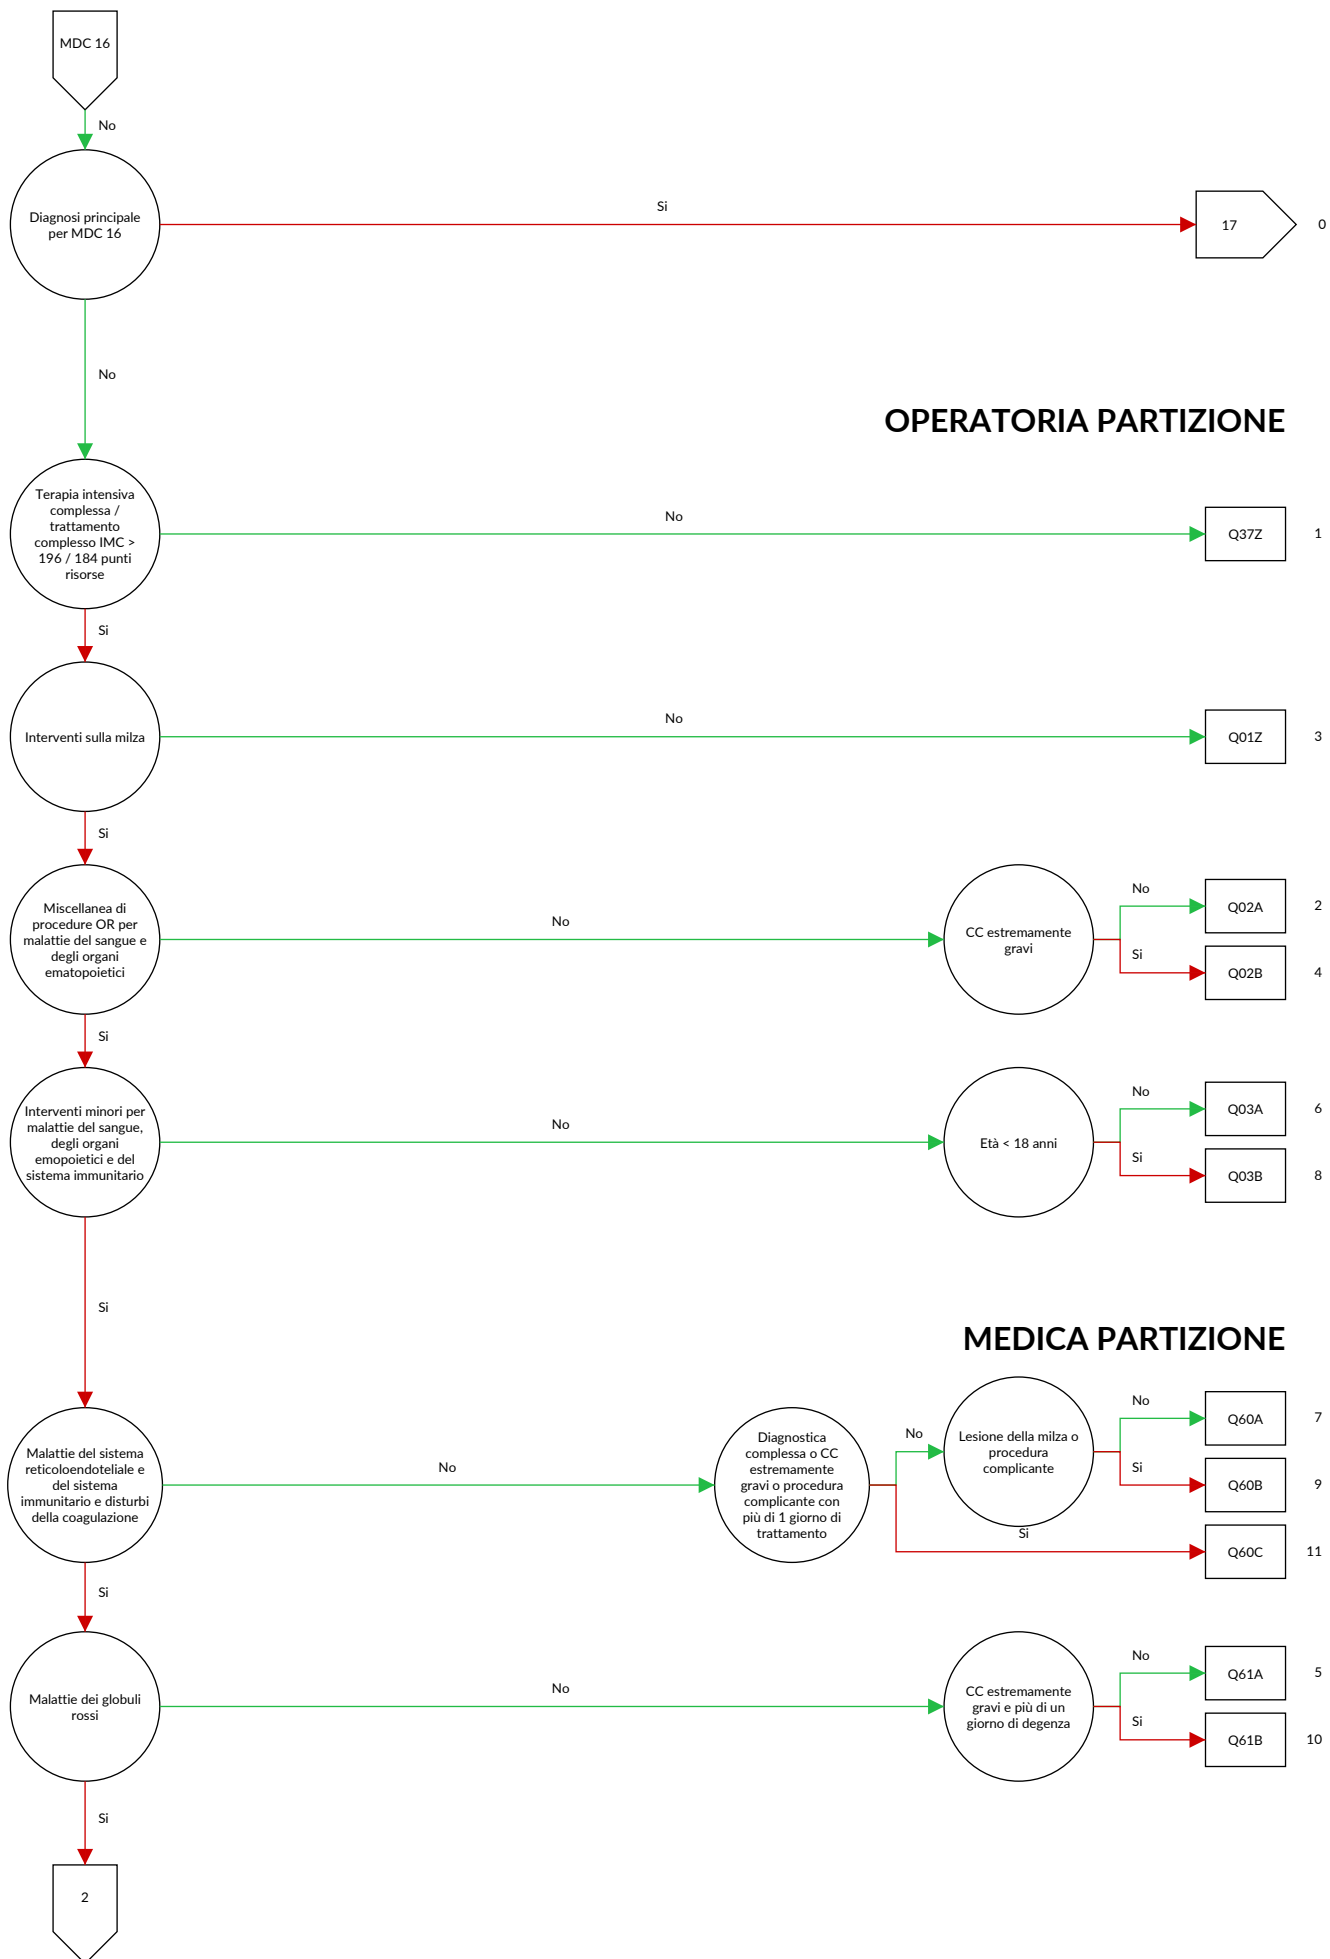 MDC 16
No
Diagnosi principale
per MDC 16
Si
17
0
No
OPERATORIA PARTIZIONE
Terapia intensiva
complessa /
trattamento
complesso IMC >
196 / 184 punti
risorse
No
Q37Z
1
Si
Interventi sulla milza
No
Q01Z
3
Si
Miscellanea di
procedure OR per
malattie del sangue e
degli organi
ematopoietici
No
CC estremamente
gravi
No
Q02A
2
Si
Q02B
4
Si
Interventi minori per
malattie del sangue,
degli organi
emopoietici e del
sistema immunitario
No
Età < 18 anni
No
Q03A
6
Si
Q03B
8
Si
MEDICA PARTIZIONE
Malattie del sistema
reticoloendoteliale e
del sistema
immunitario e disturbi
della coagulazione
No
Diagnostica
complessa o CC
estremamente
gravi o procedura
complicante con
più di 1 giorno di
trattamento
No
Lesione della milza o
procedura
complicante
No
Q60A
7
Si
Q60B
9
Si
Q60C
11
Si
Malattie dei globuli
rossi
No
CC estremamente
gravi e più di un
giorno di degenza
No
Q61A
5
Si
Q61B
10
Si
2